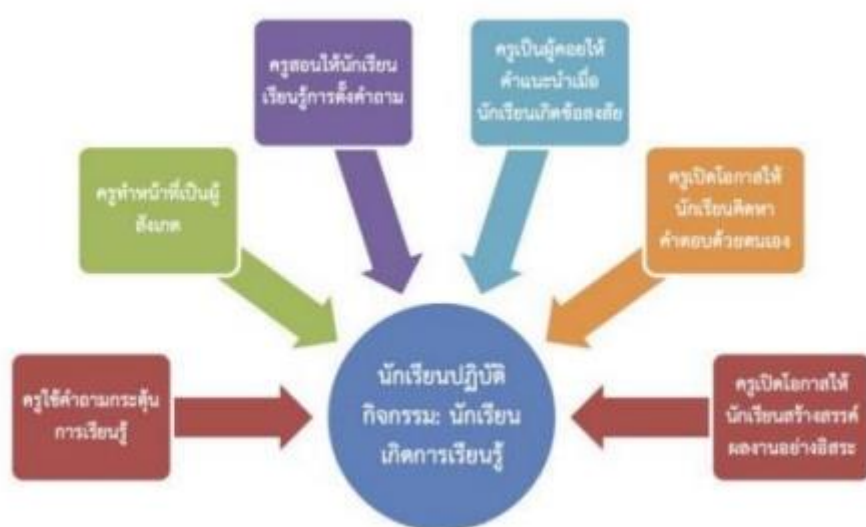 ครูสอนให้นักเรียน
เรียนรู้การตั้งคำถาม
ครูเป็นผู้คอยให้
คำแนะนำเมื่อ
นักเรียนเกิดข้อสงสัย
ครูทำหน้าที่เป็นผู้
สังเกต
ครูเปิดโอกาสให้
นักเรียนคิดหา
คำตอบด้วยตนเอง
ครูใช้คำถามกระตุ้น
การเรียนรู้
นักเรียนปฏิบัติ
กิจกรรม: นักเรียน
เกิดการเรียนรู้
ครูเปิดโอกาสให้
นักเรียนสร้างสรรค์
ผลงานอย่างอิสระ